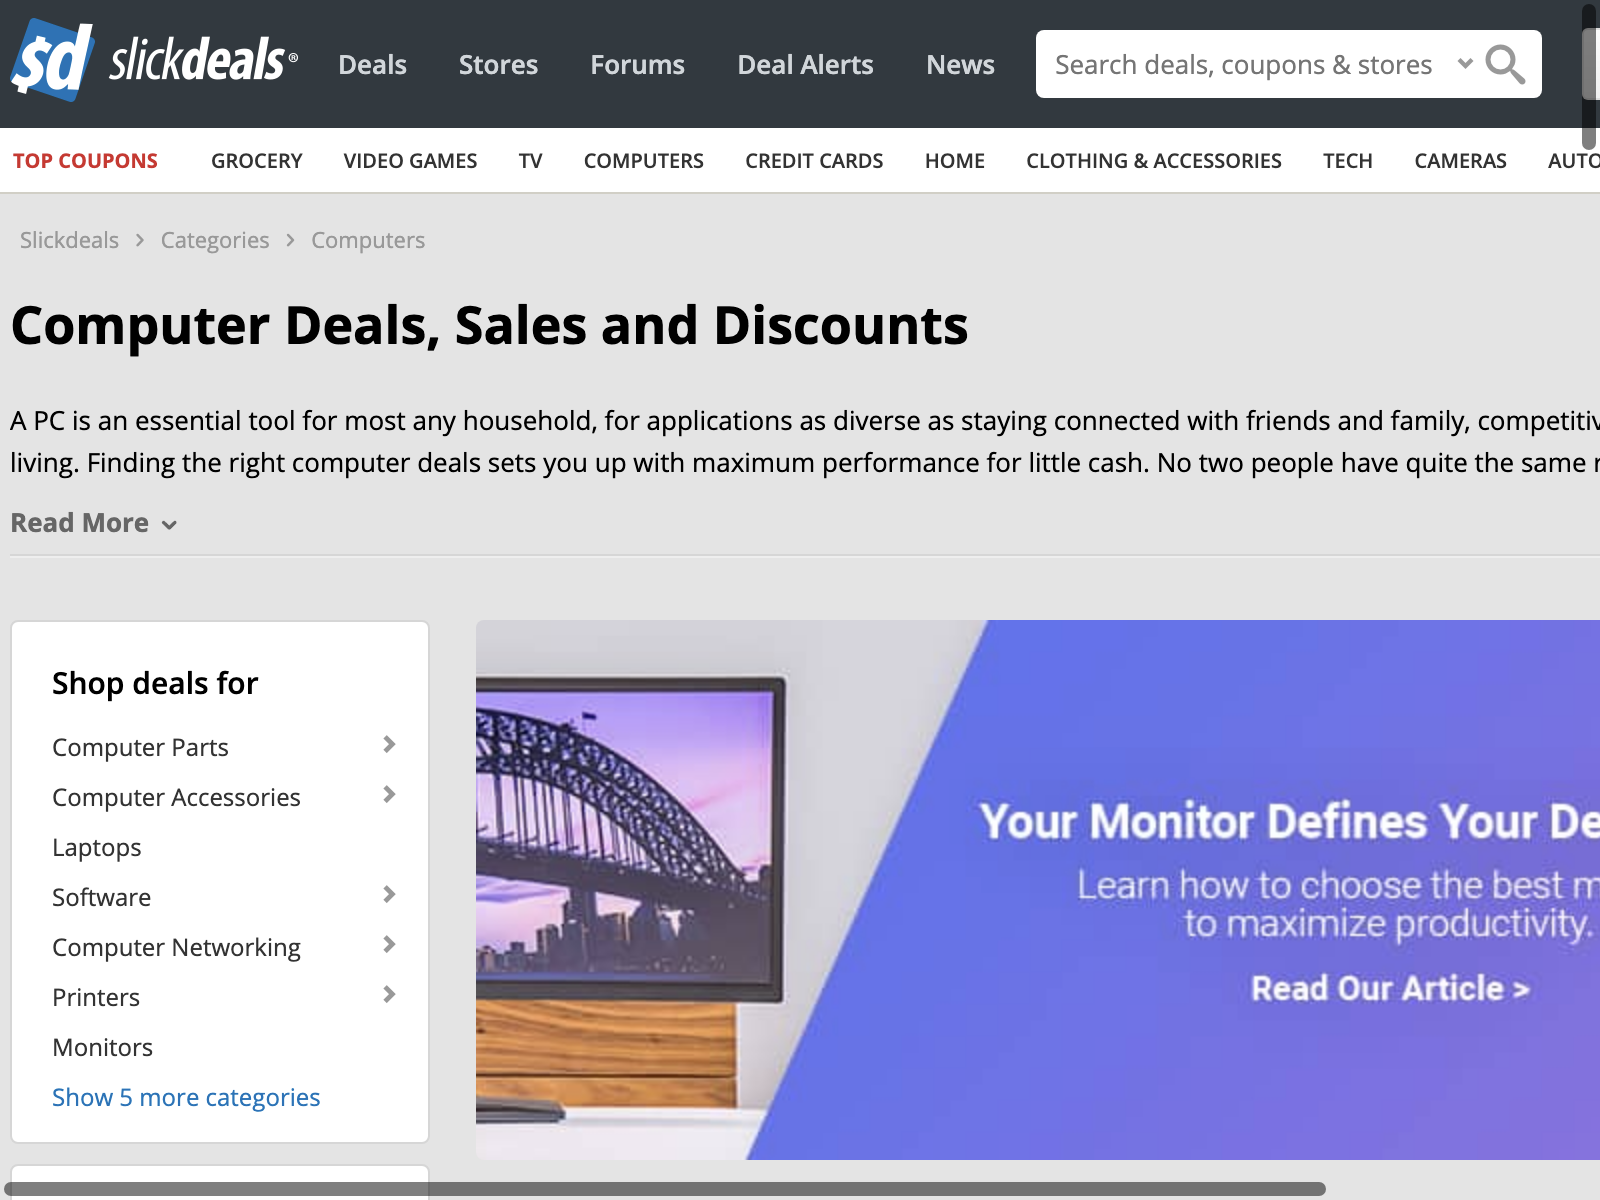 $d slickdeals® Deals Stores Forums Deal Alerts News Search deals, coupons & stores
TOP COUPONS GROCERY VIDEO GAMES TV COMPUTERS CREDIT CARDS HOME CLOTHING & ACCESSORIES TECH CAMERAS AUTO
Slickdeals > Categories > Computers
Computer Deals, Sales and Discounts
A PC is an essential tool for most any household, for applications as diverse as staying connected with friends and family,
living. Finding the right computer deals sets you up with maximum performance for little cash. No two people have quite the same
Read More
Shop deals for
Computer Parts
Computer Accessories
Laptops
Software
Computer Networking
Printers
Monitors
Show 5 more categories
Your Monitor Defines Your
Learn how to choose the best
to maximize productivity.
Read Our Article >